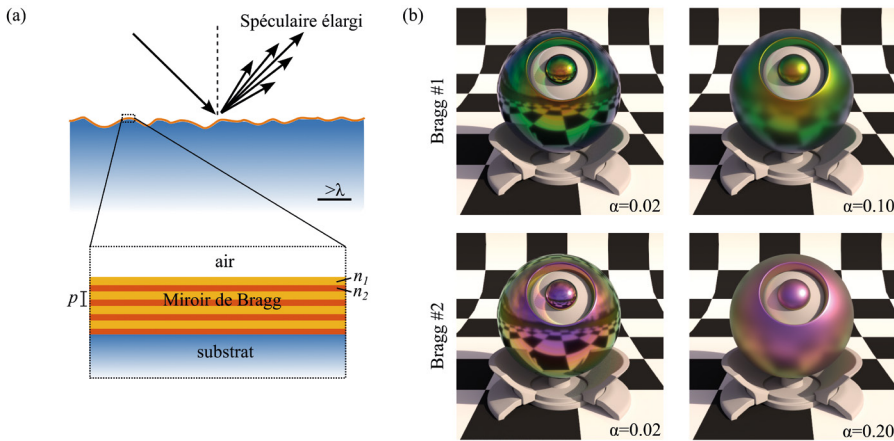 (a)
Spéculaire élargi
>λ
air
n1
n2
p
Miroir de Bragg
substrat
(b)
Bragg #1
α=0.02
α=0.10
Bragg #2
α=0.02
α=0.20